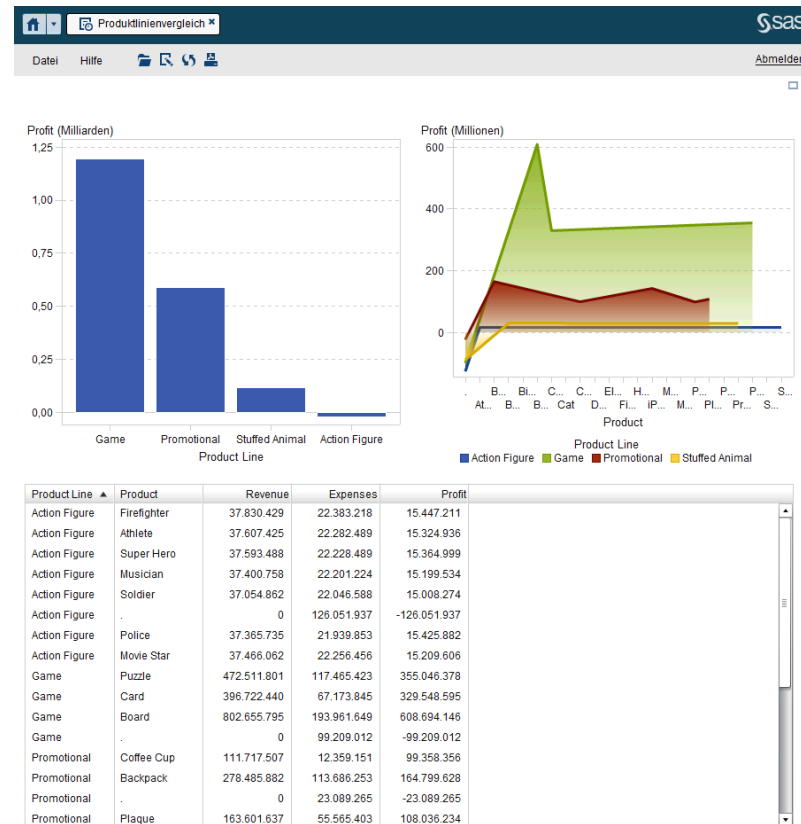 Produktlinienvergleich ×
sas
Datei Hilfe Abmelden
Profit (Milliarden)
1,25
1,00
0,75
0,50
0,25
0,00
Game Promotional Stuffed Animal Action Figure
Product Line
Profit (Millionen)
600
400
200
0
. B... Bi... C... C... El... H... M... P... P... P... S...
At... B... B... Cat D... Fi... iP... M... Pl... Pr... S...
Product
Product Line
Action Figure Game Promotional Stuffed Animal
Product Line ▲ Product Revenue Expenses Profit
Action Figure Firefighter 37.830.429 22.383.218 15.447.211
Action Figure Athlete 37.607.425 22.282.489 15.324.936
Action Figure Super Hero 37.593.488 22.228.489 15.364.999
Action Figure Musician 37.400.758 22.201.224 15.199.534
Action Figure Soldier 37.054.862 22.046.588 15.008.274
Action Figure . 0 126.051.937 -126.051.937
Action Figure Police 37.365.735 21.939.853 15.425.882
Action Figure Movie Star 37.466.062 22.256.456 15.209.606
Game Puzzle 472.511.801 117.465.423 355.046.378
Game Card 396.722.440 67.173.845 329.548.595
Game Board 802.655.795 193.961.649 608.694.146
Game . 0 99.209.012 -99.209.012
Promotional Coffee Cup 111.717.507 12.359.151 99.358.356
Promotional Backpack 278.485.882 113.686.253 164.799.628
Promotional . 0 23.089.265 -23.089.265
Promotional Plaque 163.601.637 55.565.403 108.036.234